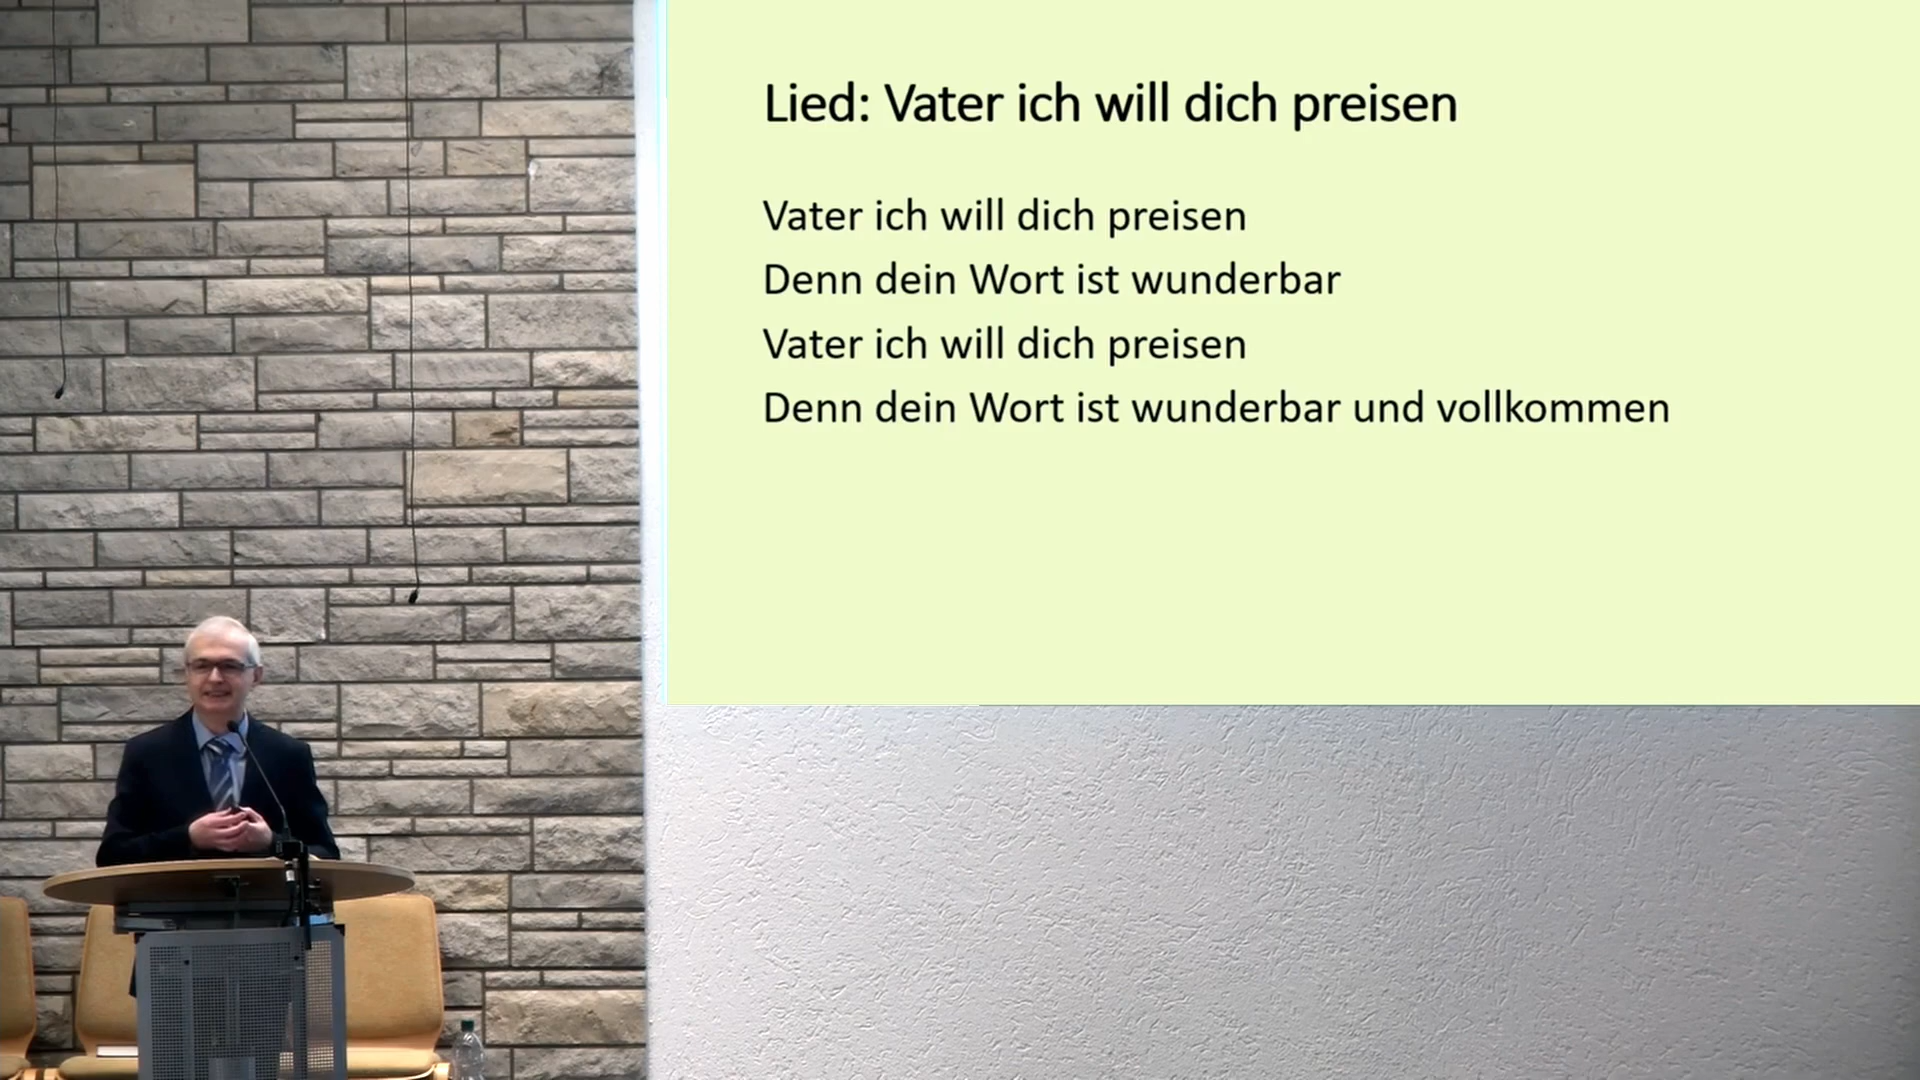 Lied: Vater ich will dich preisen
Vater ich will dich preisen
Denn dein Wort ist wunderbar
Vater ich will dich preisen
Denn dein Wort ist wunderbar und vollkommen